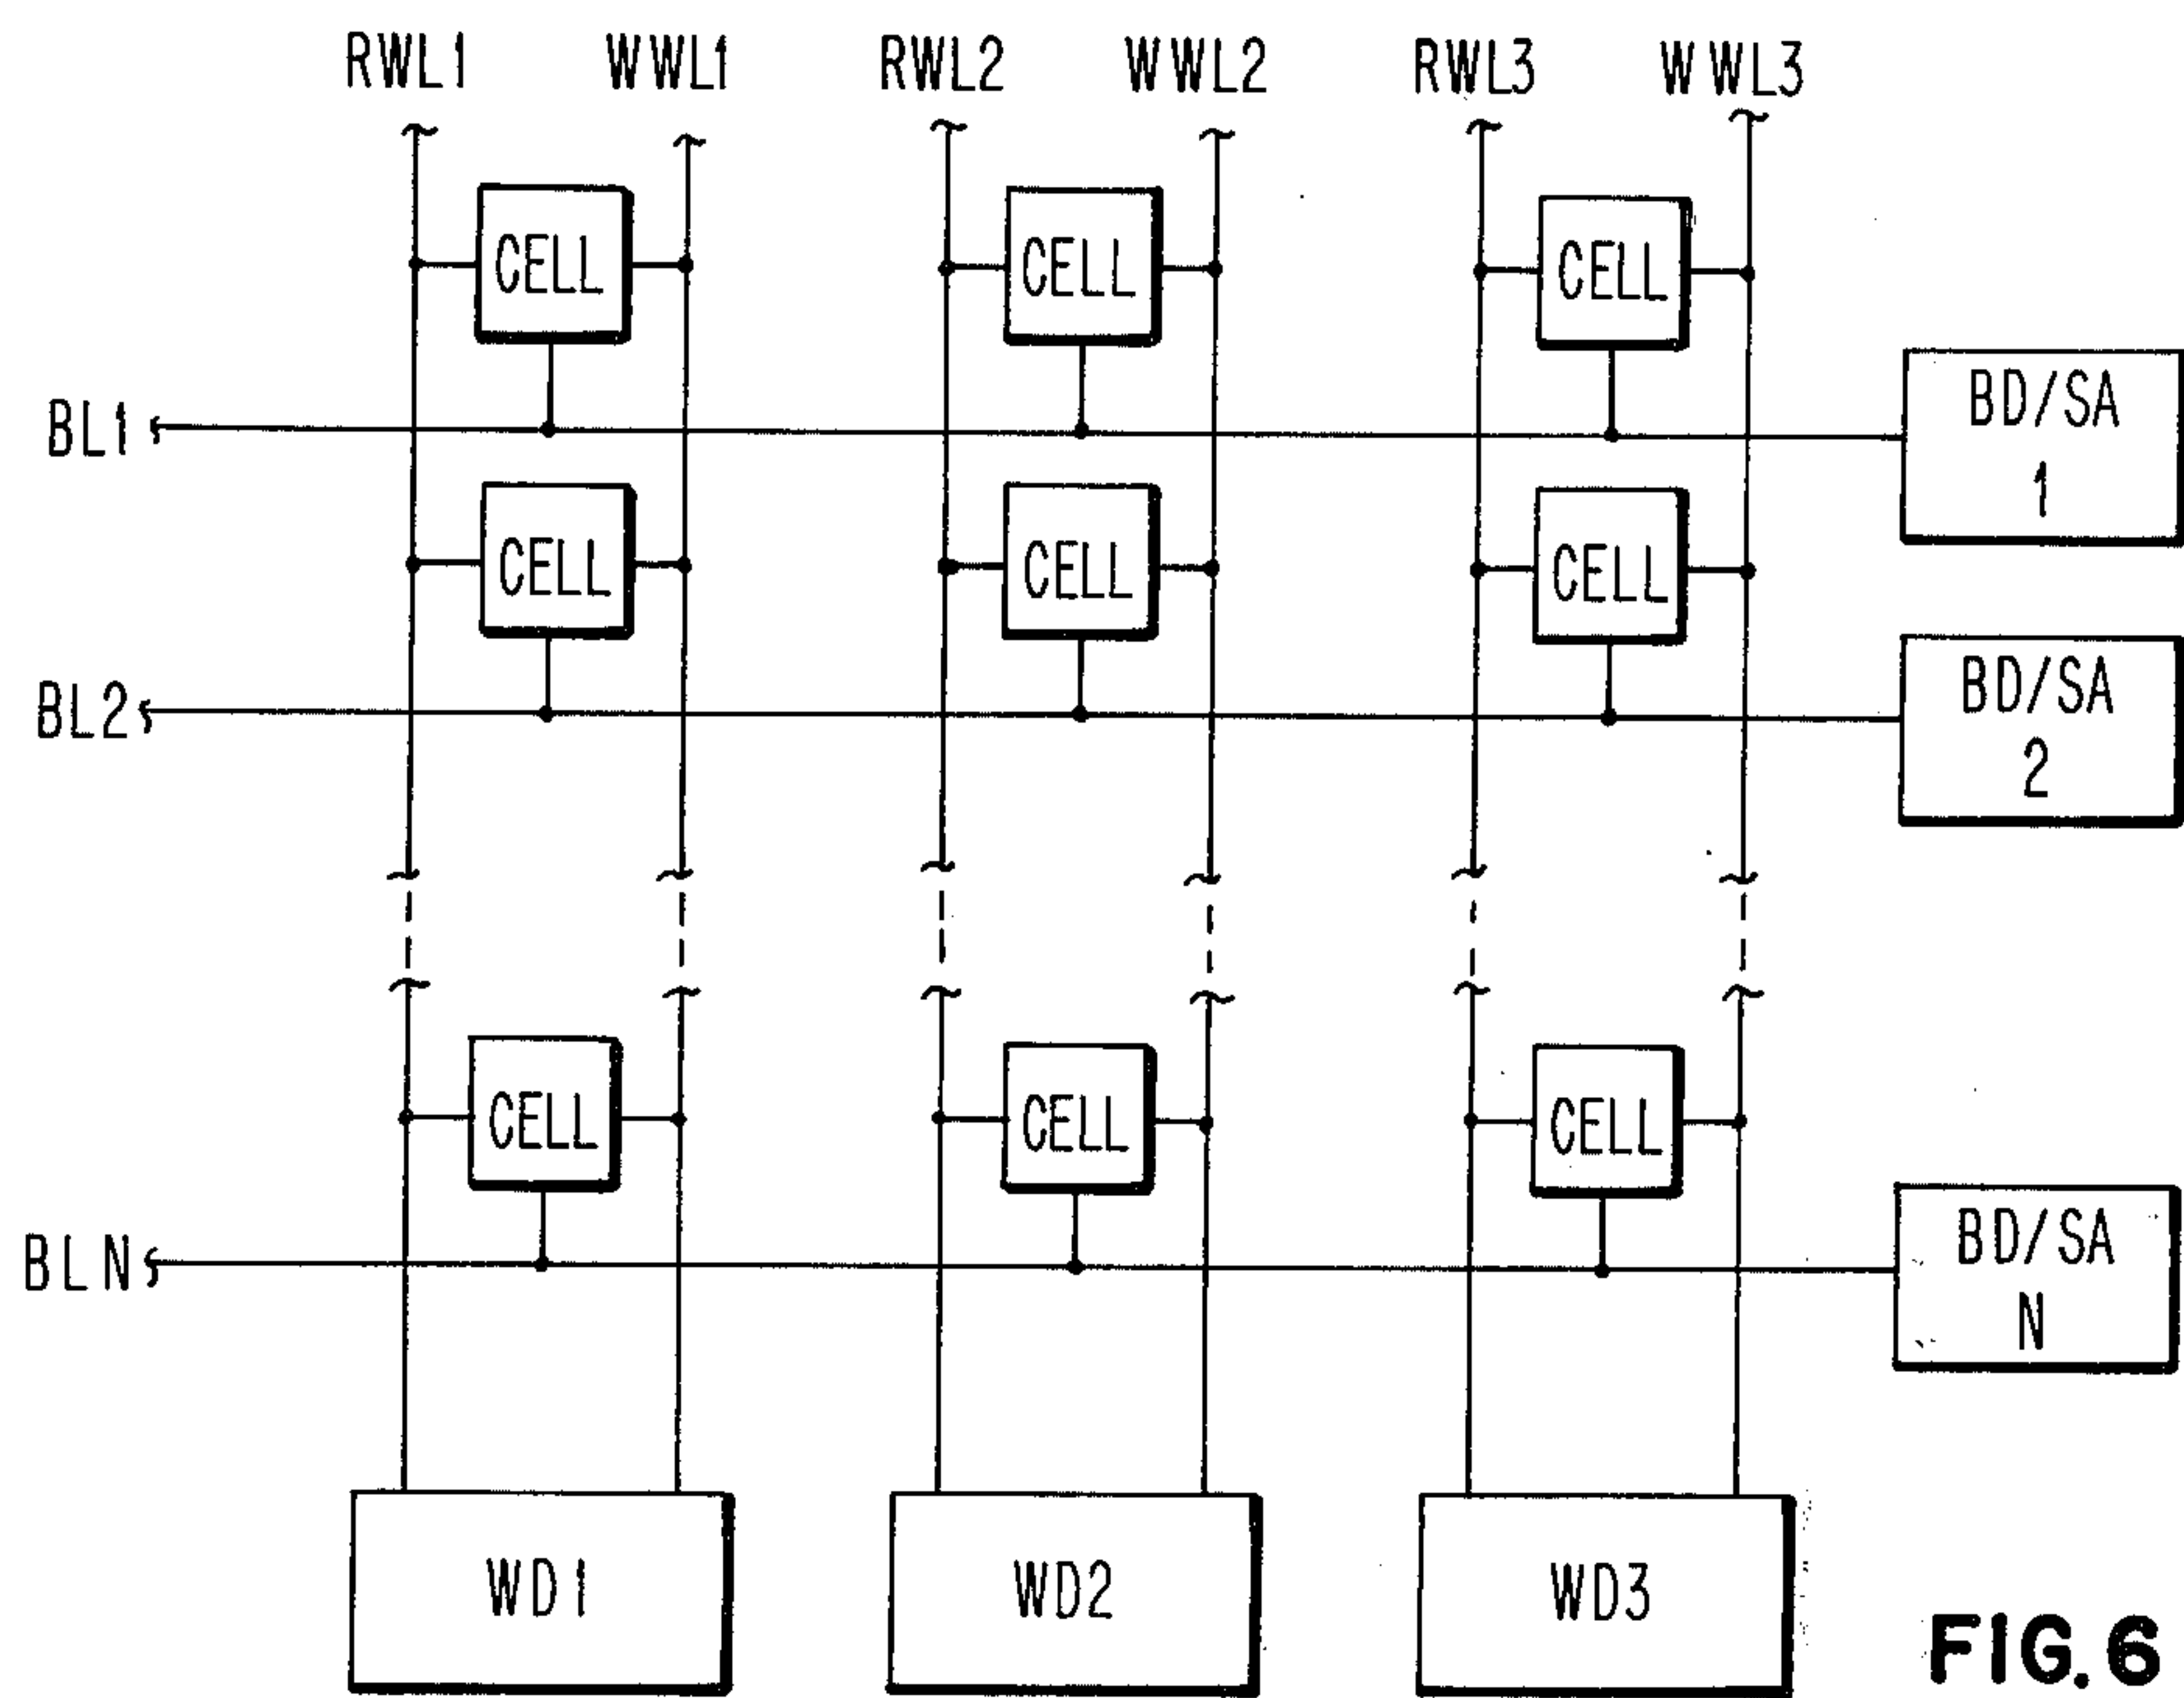 RWL1 WWL1 RWL2 WWL2 RWL3 WWL3
CELL CELL CELL
BL1
BD/SA
1
CELL CELL CELL
BL2
BD/SA
2
CELL CELL CELL
BLN
BD/SA
N
WD1 WD2 WD3
FIG. 6